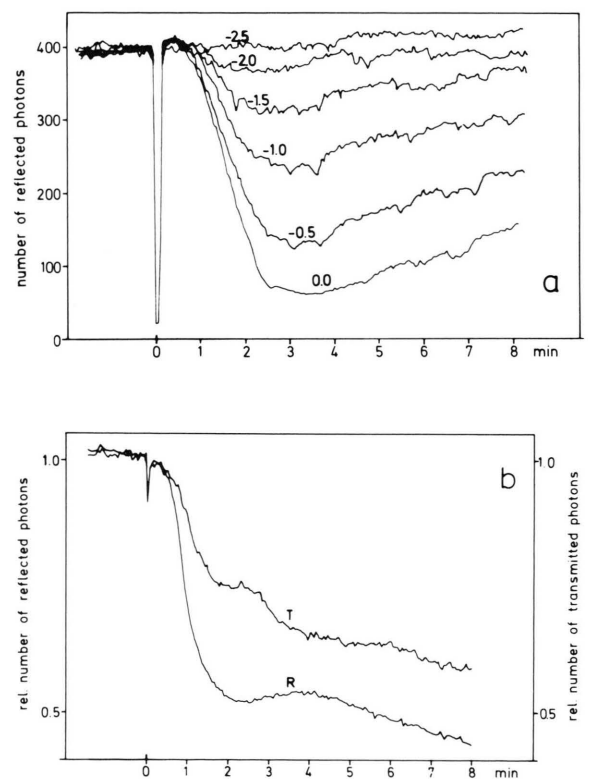 400
300
200
100
0
number of reflected photons
-2.5
-2.0
-1.5
-1.0
-0.5
0.0
a
0 1 2 3 4 5 6 7 8 min
1.0
0.5
rel. number of reflected photons
T
R
b
1.0
0.5
rel. number of transmitted photons
0 1 2 3 4 5 6 7 8 min